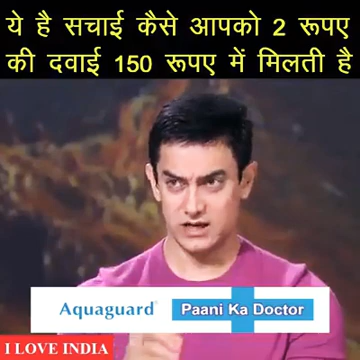 ये है सचाई कैसे आपको 2 रूपए
की दवाई 150 रूपए में मिलती है
Aquaguard® Paani Ka Doctor
I LOVE INDIA